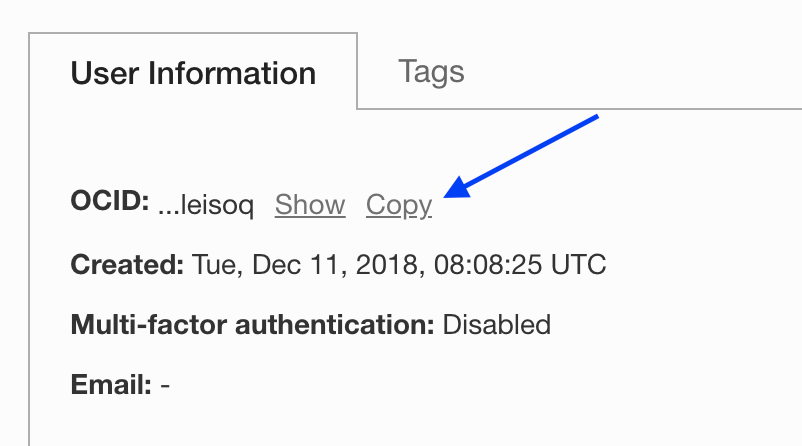 User Information Tags
OCID: ...leisoq Show Copy
Created: Tue, Dec 11, 2018, 08:08:25 UTC
Multi-factor authentication: Disabled
Email: -